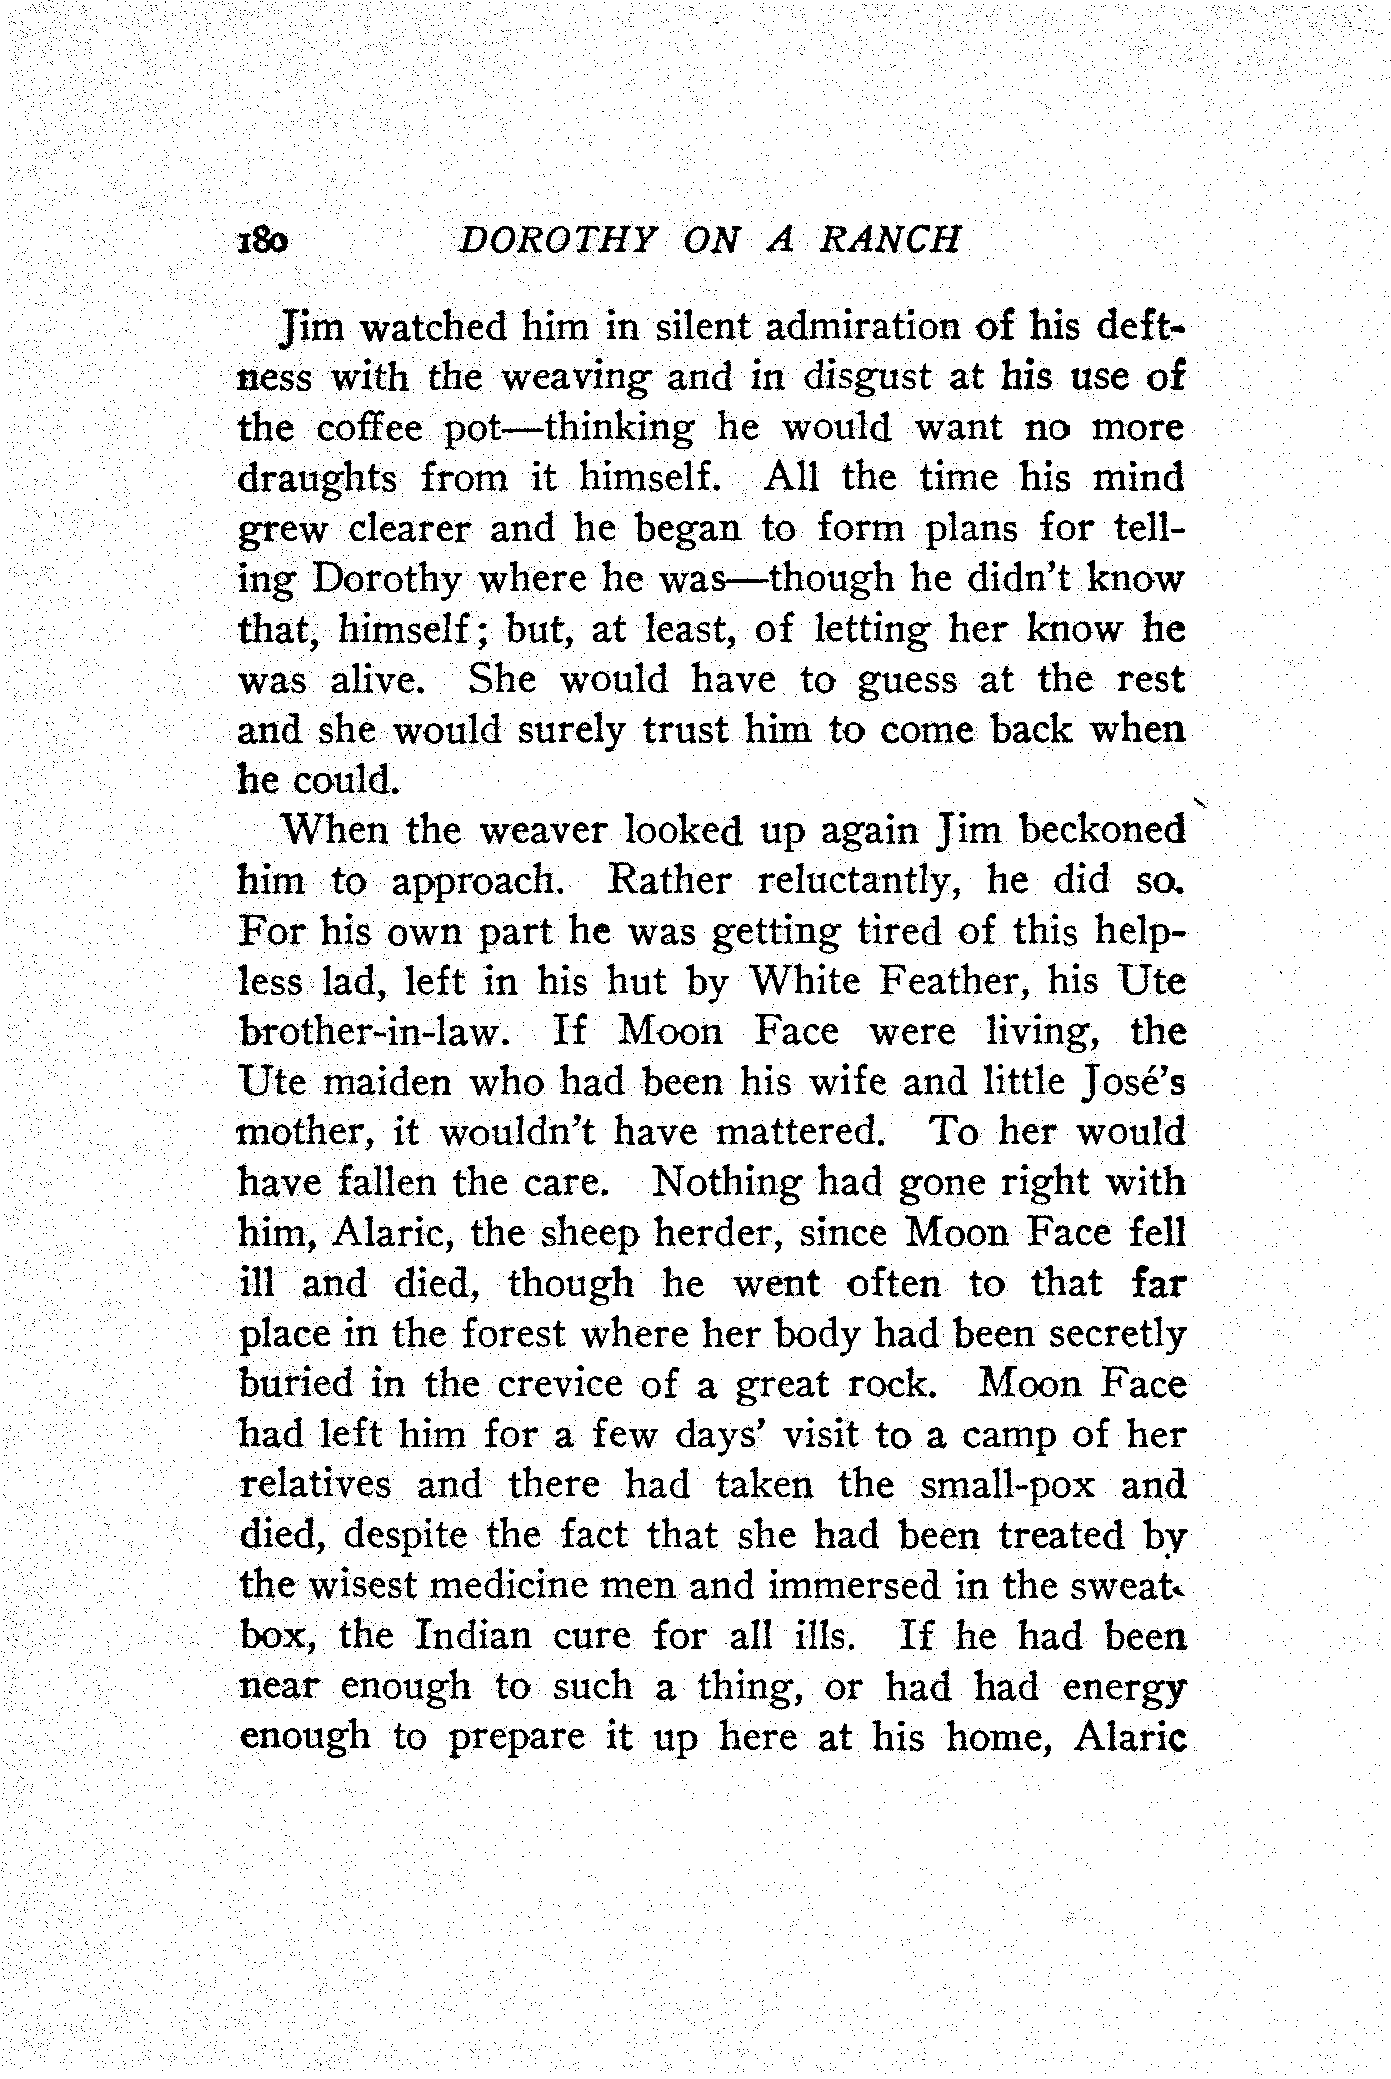 180 DOROTHY ON A RANCH
Jim watched him in silent admiration of his deft-
ness with the weaving and in disgust at his use of
the coffee pot—thinking he would want no more
draughts from it himself. All the time his mind
grew clearer and he began to form plans for tell-
ing Dorothy where he was—though he didn't know
that, himself; but, at least, of letting her know he
was alive. She would have to guess at the rest
and she would surely trust him to come back when
he could.
When the weaver looked up again Jim beckoned
him to approach. Rather reluctantly, he did so.
For his own part he was getting tired of this help-
less lad, left in his hut by White Feather, his Ute
brother-in-law. If Moon Face were living, the
Ute maiden who had been his wife and little José's
mother, it wouldn't have mattered. To her would
have fallen the care. Nothing had gone right with
him, Alaric, the sheep herder, since Moon Face fell
ill and died, though he went often to that far
place in the forest where her body had been secretly
buried in the crevice of a great rock. Moon Face
had left him for a few days' visit to a camp of her
relatives and there had taken the small-pox and
died, despite the fact that she had been treated by
the wisest medicine men and immersed in the sweat-
box, the Indian cure for all ills. If he had been
near enough to such a thing, or had had energy
enough to prepare it up here at his home, Alaric